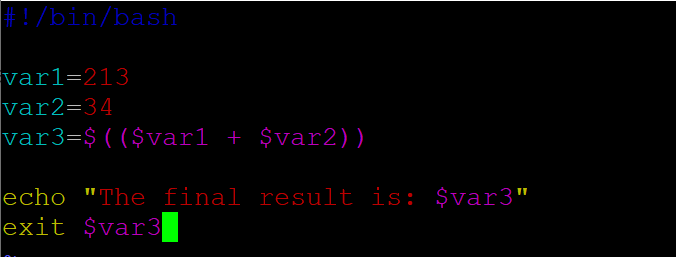 #!/bin/bash
var1=213
var2=34
var3=$(($var1 + $var2))
echo "The final result is: $var3"
exit $var3